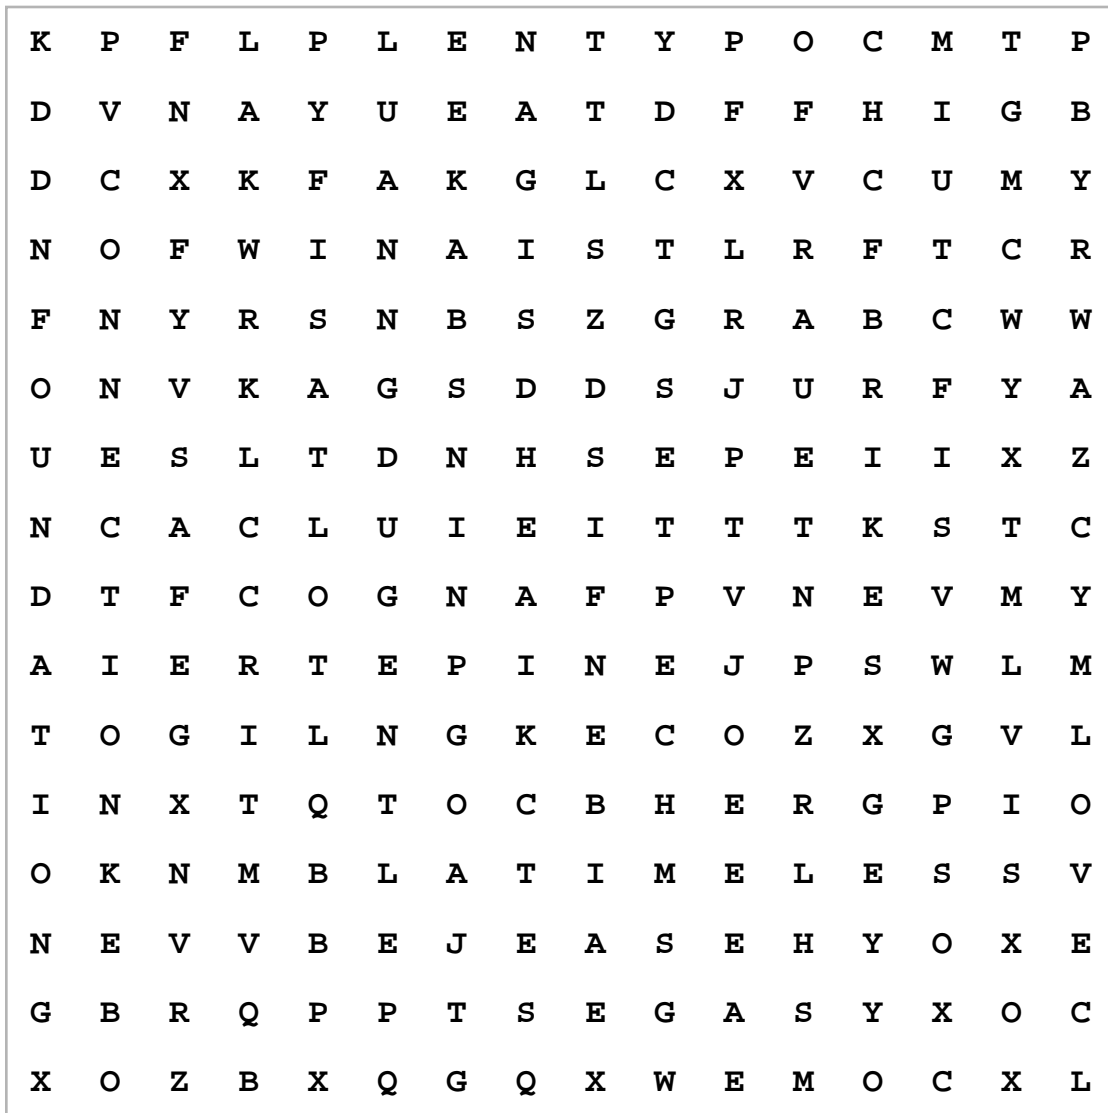 K P F L P L E N T Y P O C M T P
D V N A Y U E A T D F F H I G B
D C X K F A K G L C X V C U M Y
N O F W I N A I S T L R F T C R
F N Y R S N B S Z G R A B C W W
O N V K A G S D D S J U R F Y A
U E S L T D N H S E P E I I X Z
N C A C L U I E I T T T K S T C
D T F C O G N A F P V N E V M Y
A I E R T E P I N E J P S W L M
T O G I L N G K E C O Z X G V L
I N X T Q T O C B H E R G P I O
O K N M B L A T I M E L E S S V
N E V V B E J E A S E H Y O X E
G B R Q P P T S E G A S Y X O C
X O Z B X Q G Q X W E M O C X L